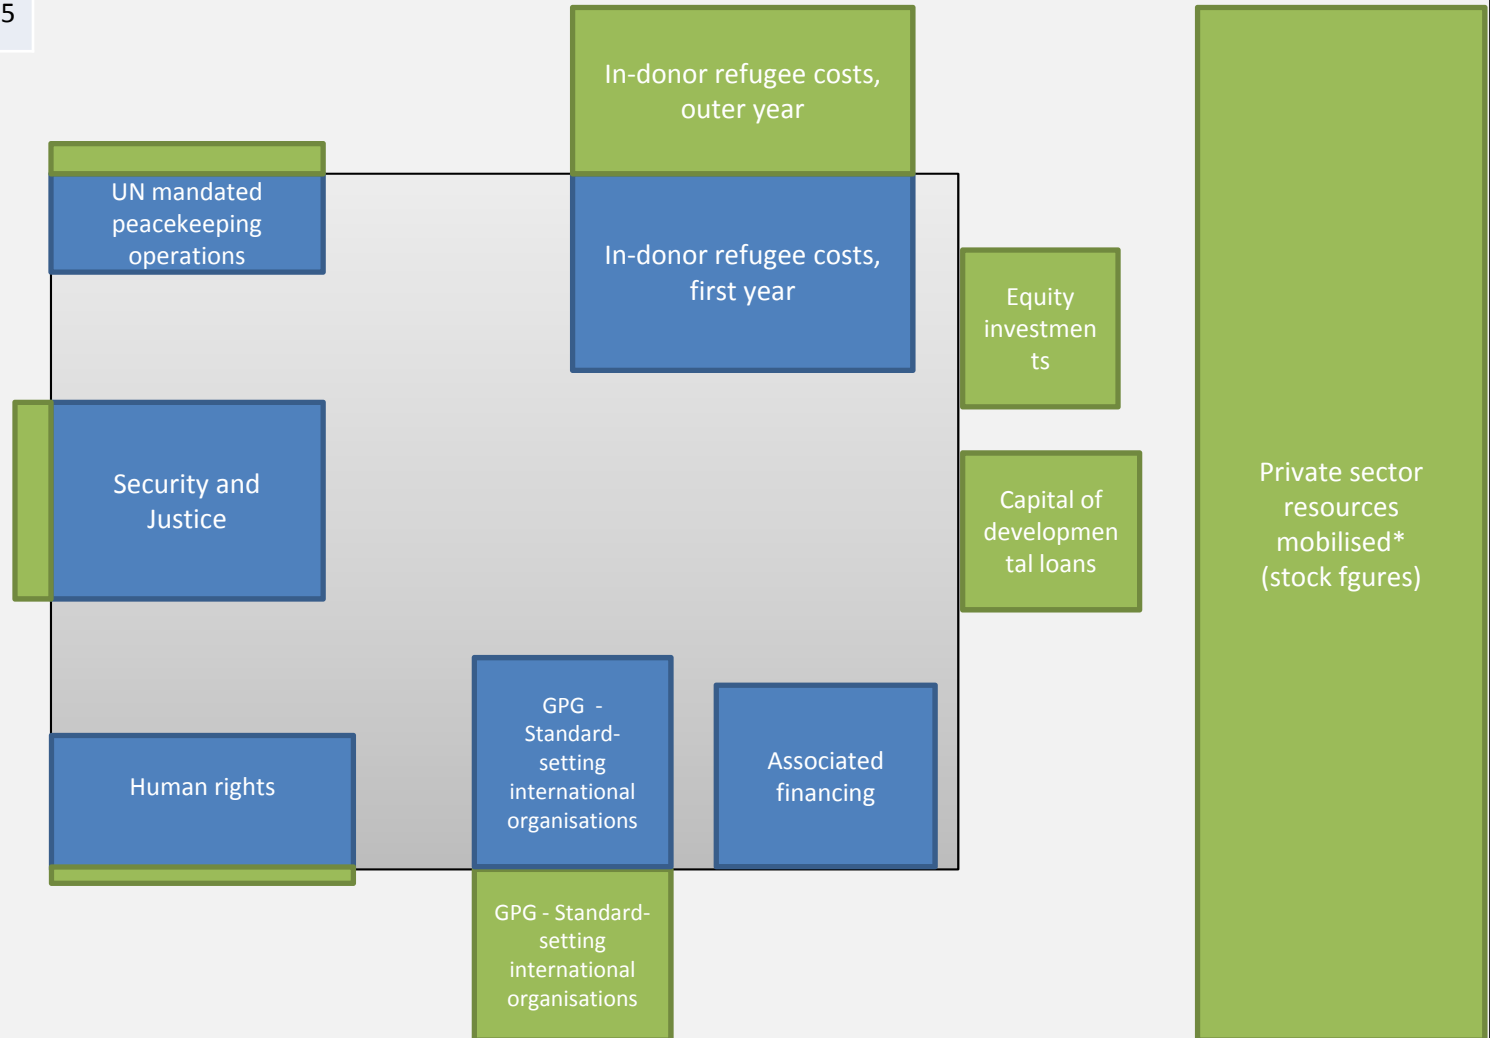 5
In-donor refugee costs,
outer year
UN mandated
peacekeeping
operations
In-donor refugee costs,
first year
Equity
investmen
ts
Security and
Justice
Capital of
developmen
tal loans
Private sector
resources
mobilised*
(stock fgures)
Human rights
GPG -
Standard-
setting
international
organisations
Associated
financing
GPG - Standard-
setting
international
organisations